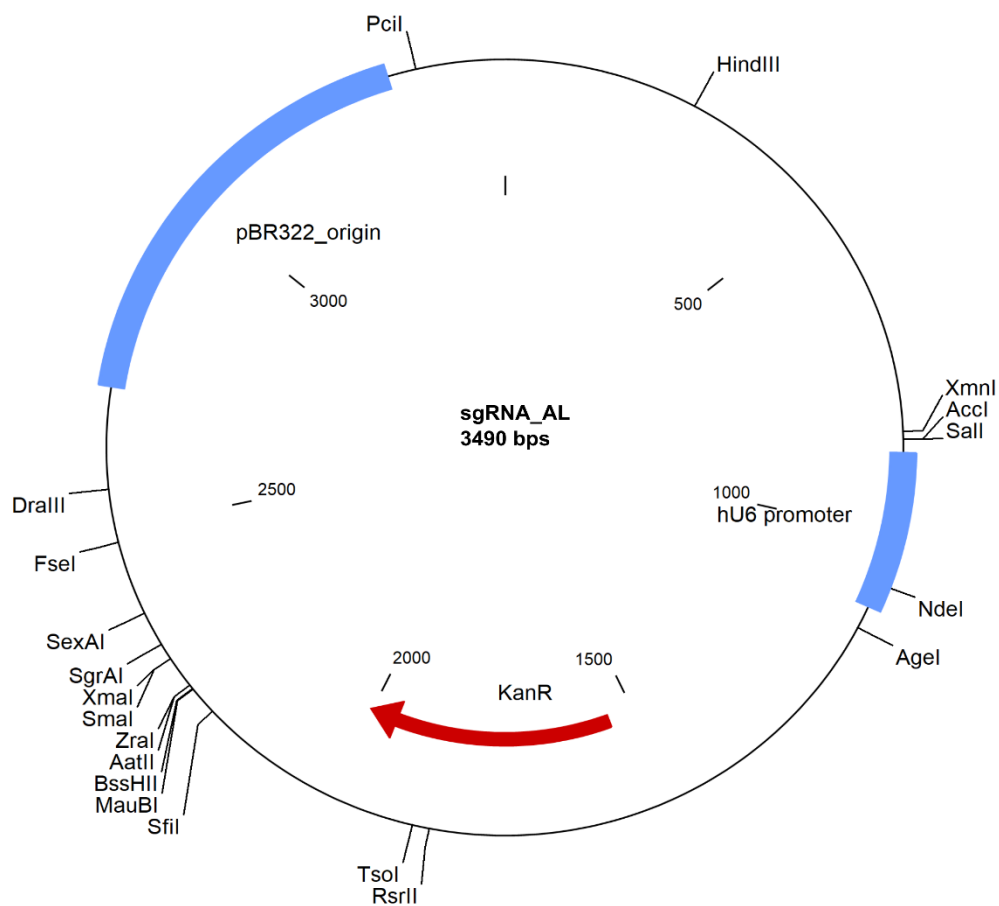 PciI
HindIII
pBR322_origin
3000
500
sgRNA_AL
3490 bps
XmnI
AccI
SalI
2500
1000
hU6 promoter
DraIII
FseI
NdeI
AgeI
SexAI
SgrAI
XmaI
SmaI
ZraI
AatII
BssHII
MauBI
SfiI
2000
1500
KanR
TsoI
RsrII